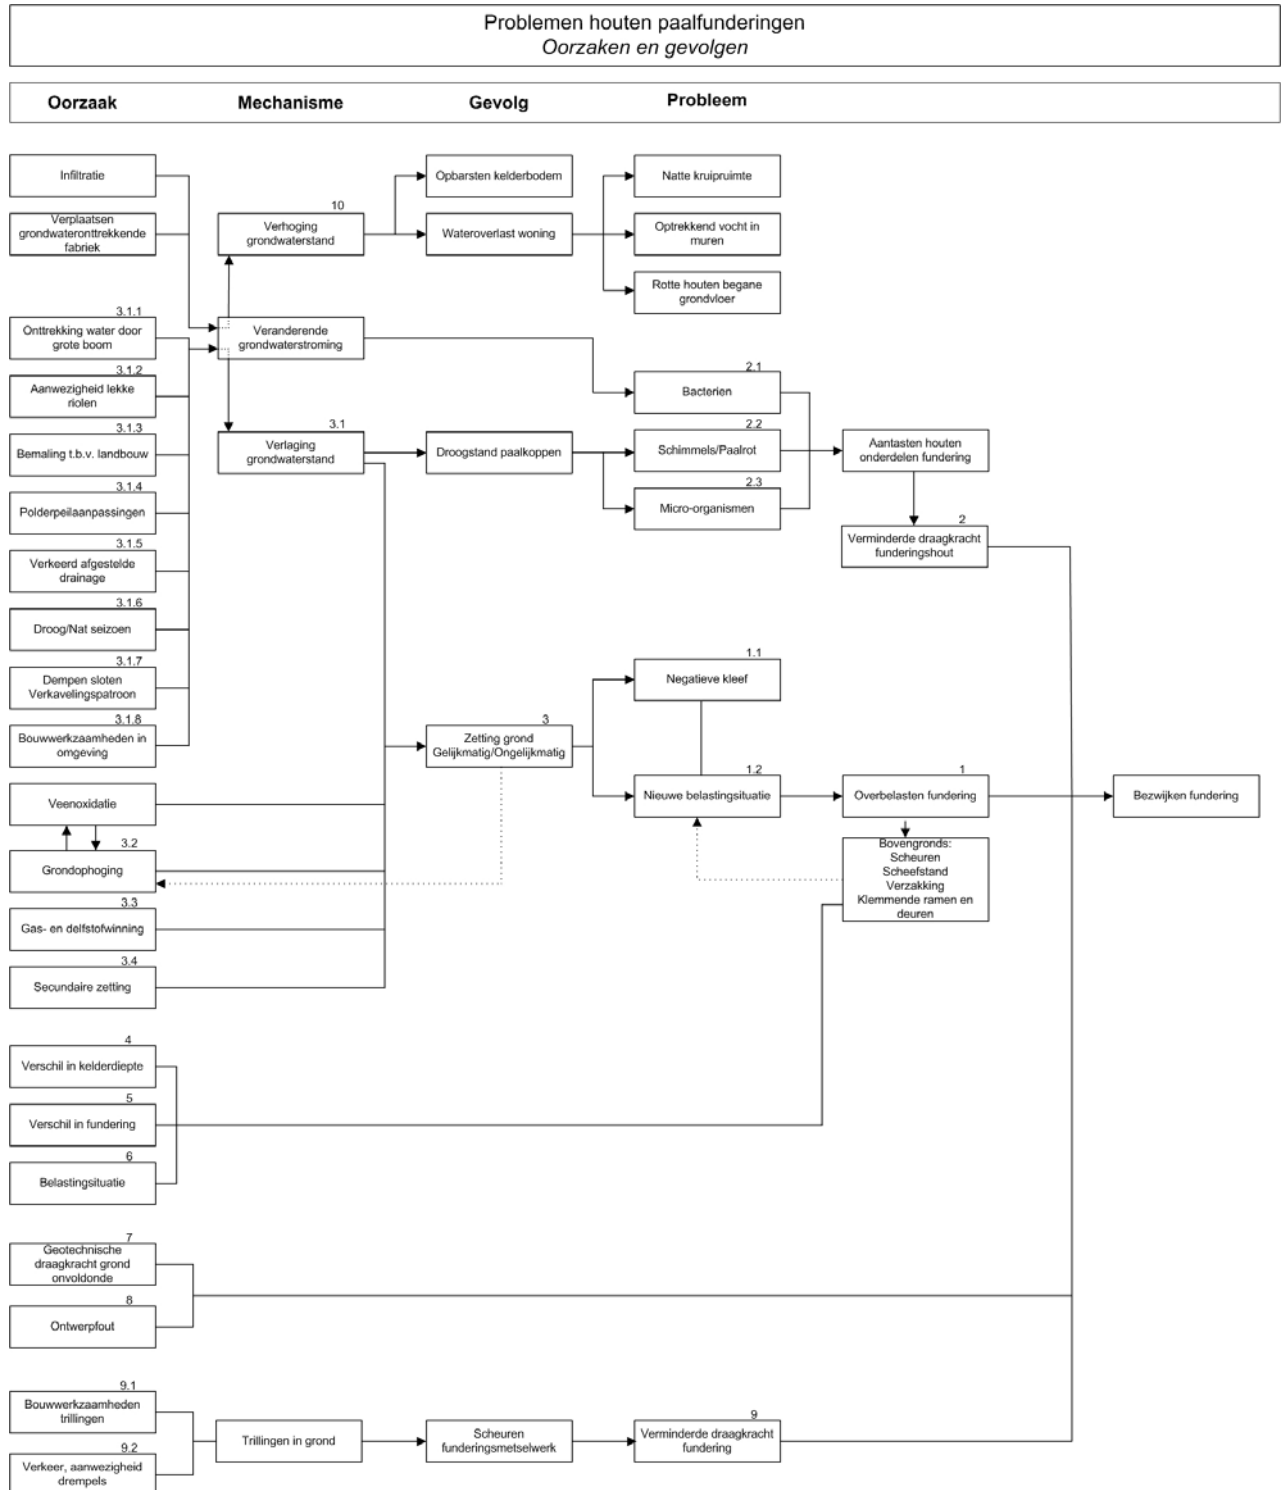 Problemen houten paalfunderingen
Oorzaken en gevolgen
Oorzaak
Mechanisme
Gevolg
Probleem
Infiltratie
Verplaatsen
grondwateronttrekkende
fabriek
10
Verhoging
grondwaterstand
Opbarsten kelderbodem
Wateroverlast woning
Natte kruipruimte
Optrekkend vocht in
muren
Rotte houten begane
grondvloer
3.1.1
Onttrekking water door
grote boom
Veranderende
grondwaterstroming
3.1.2
Aanwezigheid lekke
riolen
2.1
Bacterien
3.1.3
Bemaling t.b.v. landbouw
3.1
Verlaging
grondwaterstand
Droogstand paalkoppen
2.2
Schimmels/Paalrot
Aantasten houten
onderdelen fundering
3.1.4
Polderpeilaanpassingen
2.3
Micro-organismen
2
Verminderde draagkracht
funderingshout
3.1.5
Verkeerd afgestelde
drainage
3.1.6
Droog/Nat seizoen
3.1.7
Dempen sloten
Verkavelingspatroon
1.1
Negatieve kleef
3.1.8
Bouwwerkzaamheden in
omgeving
3
Zetting grond
Gelijkmatig/Ongelijkmatig
Veenoxidatie
1.2
Nieuwe belastingsituatie
1
Overbelasten fundering
Bezwijken fundering
3.2
Grondophoging
Bovengronds:
Scheuren
Scheefstand
Verzakking
Klemmende ramen en
deuren
3.3
Gas- en delfstofwinning
3.4
Secundaire zetting
4
Verschil in kelderdiepte
5
Verschil in fundering
6
Belastingsituatie
7
Geotechnische
draagkracht grond
onvoldonde
8
Ontwerpfout
9.1
Bouwwerkzaamheden
trillingen
9.2
Verkeer, aanwezigheid
drempels
Trillingen in grond
Scheuren
funderingsmetselwerk
9
Verminderde draagkracht
fundering